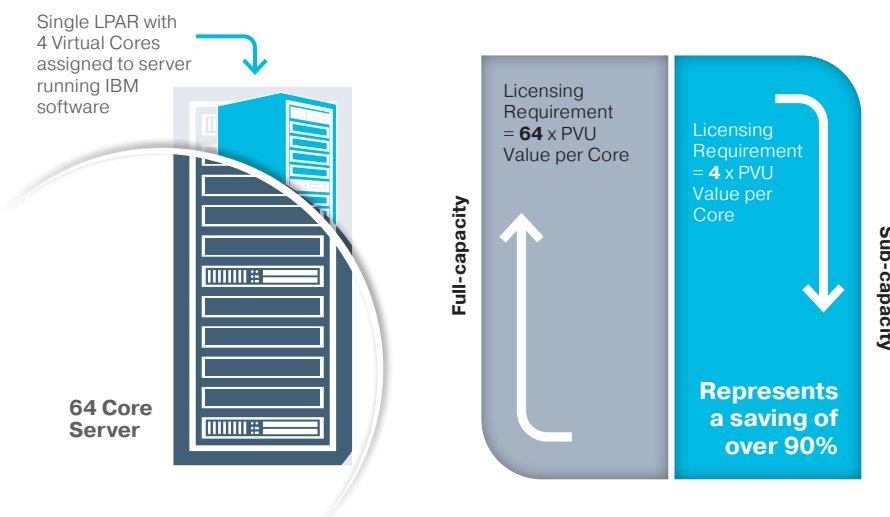 Single LPAR with
4 Virtual Cores
assigned to server
running IBM
software
64 Core
Server
Full-capacity
Licensing
Requirement
= 64 x PVU
Value per Core
Licensing
Requirement
= 4 x PVU
Value per
Core
Represents
a saving of
over 90%
Sub-capacity